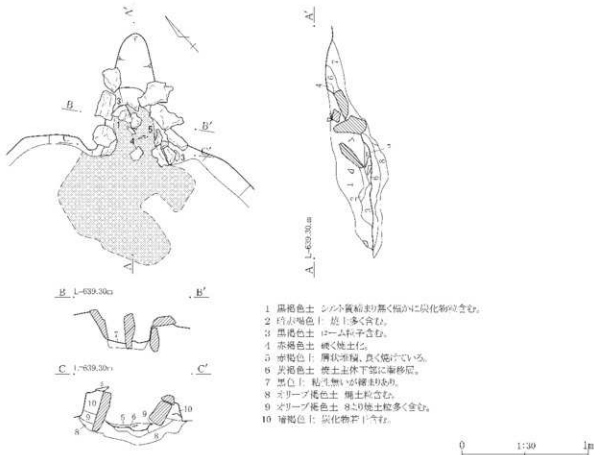 A'
A'
B
B'
C'
A
A
L=639.30m
B L=639.30m B'
C L=639.30m C'
1 黒褐色土 シルト質締まり無く僅かに炭化物粒含む。
2 暗赤褐色土 焼土多く含む。
3 黒褐色土 ローム粒子含む。
4 赤褐色土 硬く焼土化。
5 赤褐色土 層状堆積、良く焼けている。
6 灰褐色土 焼土主体下部に
7 黒色土 粘性無いが締まりあり。
8 オリーブ褐色土 焼土粒含む。
9 オリーブ褐色土 8より焼土粒多く含む。
10 暗褐色土 炭化物若干含む。
0 1:30 1m